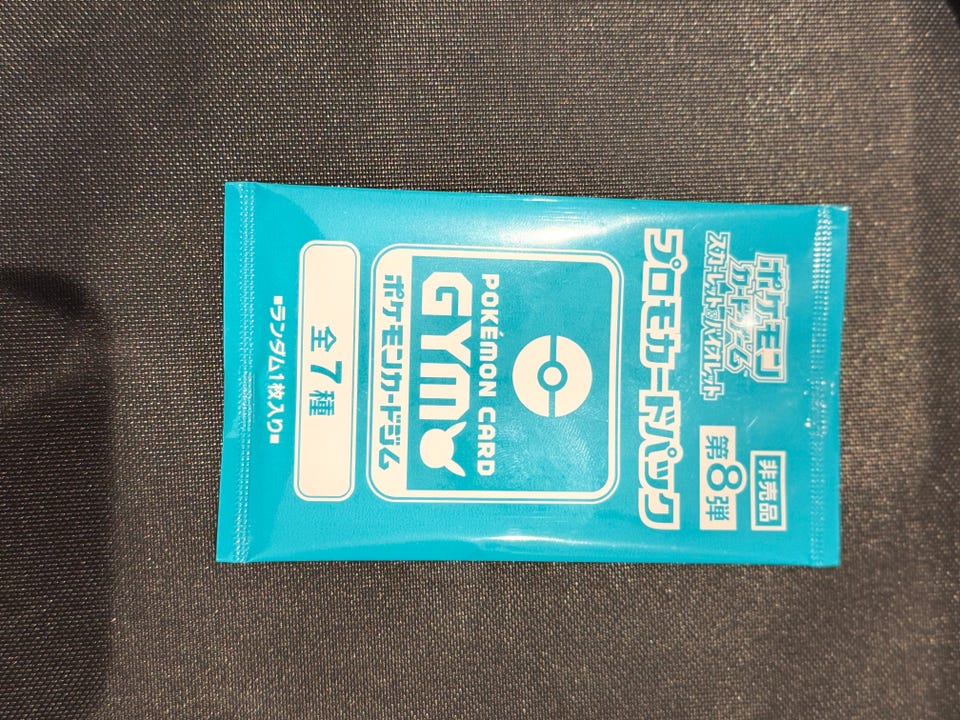 ポケモン
カードゲーム
スカーレット&バイオレット
非売品
第8弾
プロモカードパック
POKÉMON CARD
GYM
ポケモンカードジム
全7種
■ランダム1枚入り■